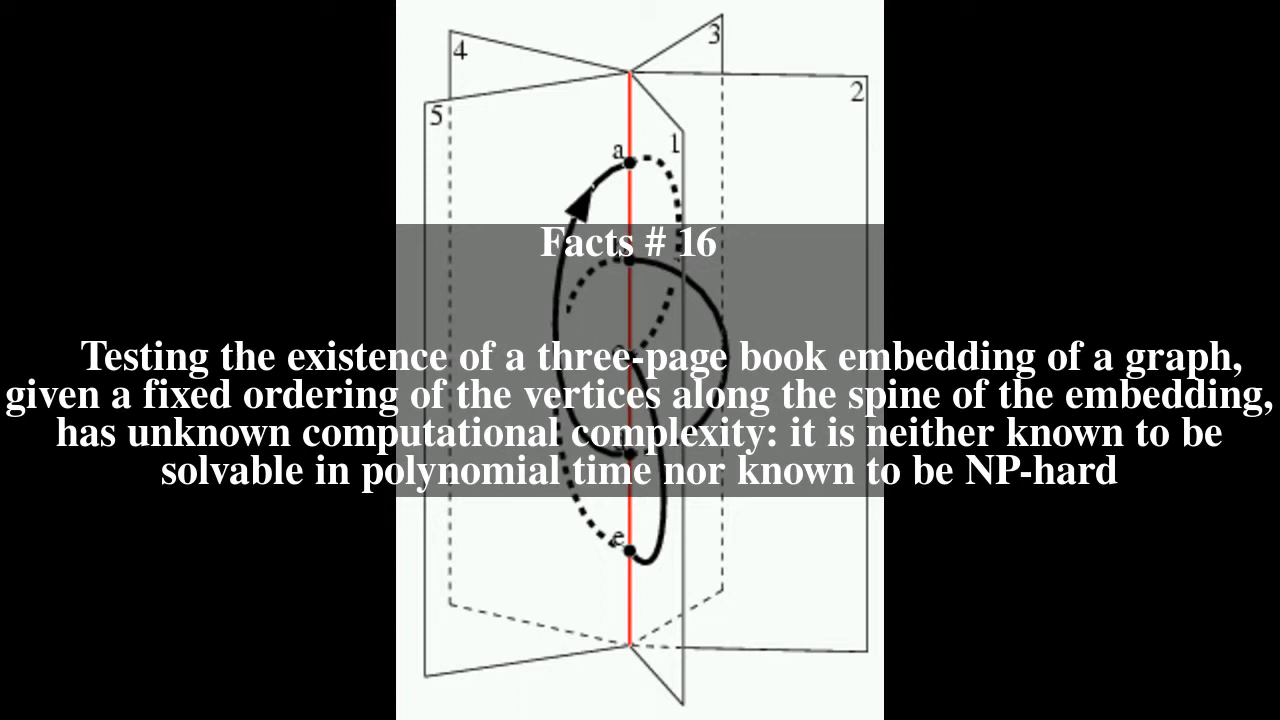 4
3
2
5
1
a
Facts # 16
Testing the existence of a three-page book embedding of a graph,
given a fixed ordering of the vertices along the spine of the embedding,
has unknown computational complexity: it is neither known to be
solvable in polynomial time nor known to be NP-hard
e